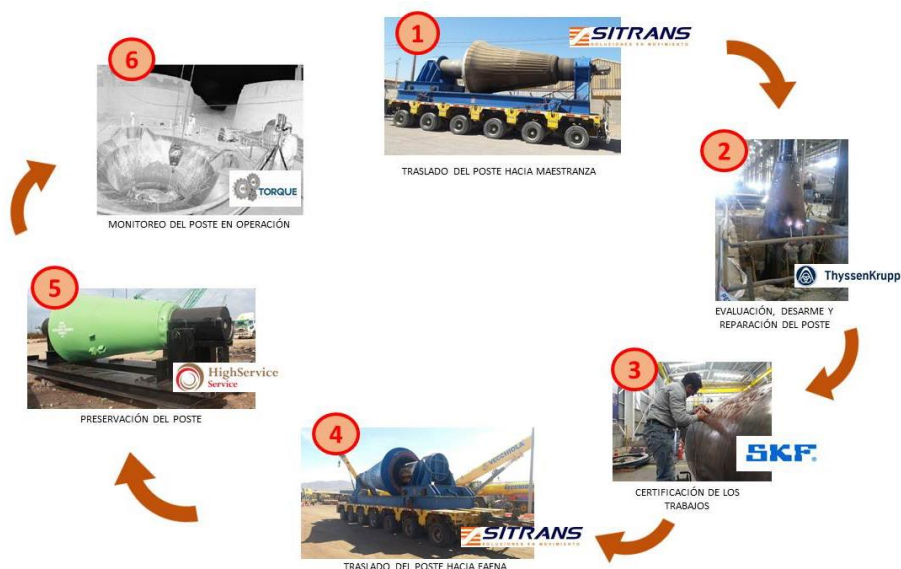 1
SITRANS
SOLUCIONES EN MOVIMIENTO
TRASLADO DEL POSTE HACIA MAESTRANZA
2
ThyssenKrupp
EVALUACIÓN, DESARME Y
REPARACIÓN DEL POSTE
3
SKF.
CERTIFICACIÓN DE LOS
TRABAJOS
4
VECCHIOLA
SITRANS
SOLUCIONES EN MOVIMIENTO
TRASLADO DEL POSTE HACIA FAENA
5
HighService
Service
PRESERVACIÓN DEL POSTE
6
TORQUE
MONITOREO DEL POSTE EN OPERACIÓN